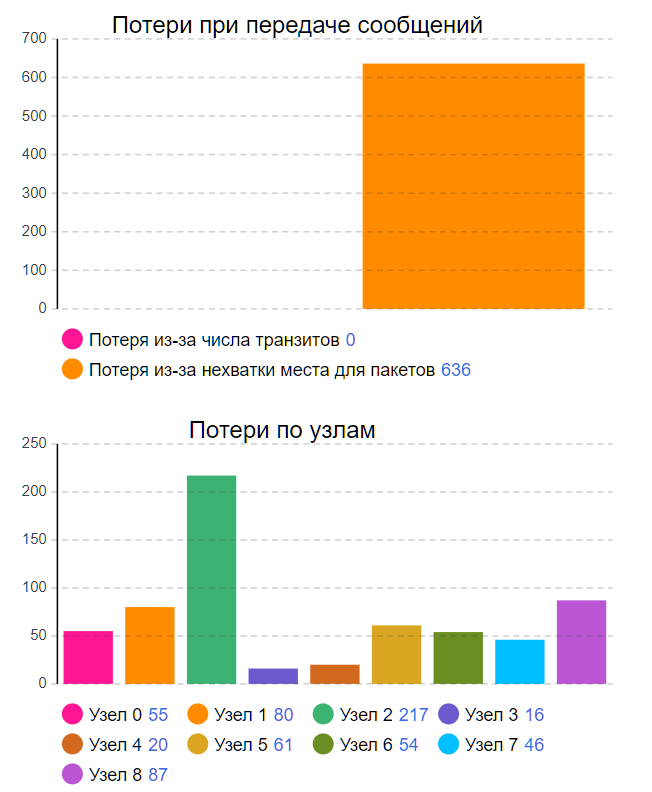 Потери при передаче сообщений
700
600
500
400
300
200
100
0
Потеря из-за числа транзитов 0
Потеря из-за нехватки места для пакетов 636
Потери по узлам
250
200
150
100
50
0
Узел 0 55 Узел 1 80 Узел 2 217 Узел 3 16
Узел 4 20 Узел 5 61 Узел 6 54 Узел 7 46
Узел 8 87